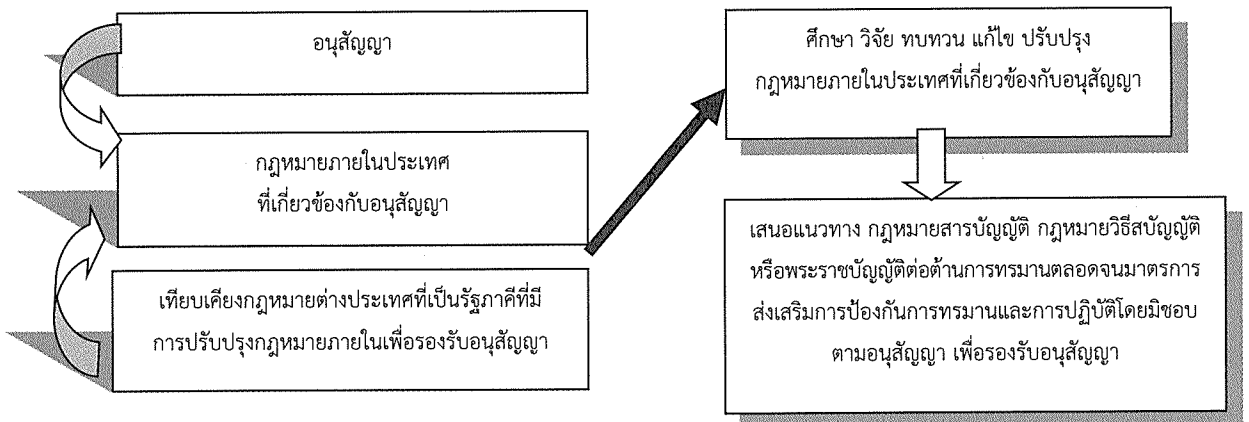 อนุสัญญา
กฎหมายภายในประเทศ
ที่เกี่ยวข้องกับอนุสัญญา
เทียบเคียงกฎหมายต่างประเทศที่เป็นรัฐภาคีที่มี
การปรับปรุงกฎหมายภายในเพื่อรองรับอนุสัญญา
ศึกษา วิจัย ทบทวน แก้ไข ปรับปรุง
กฎหมายภายในประเทศที่เกี่ยวข้องกับอนุสัญญา
เสนอแนวทาง กฎหมายสารบัญญัติ กฎหมายวิธีสบัญญัติ
หรือพระราชบัญญัติต่อต้านการทรมานตลอดจนมาตรการ
ส่งเสริมการป้องกันการทรมานและการปฏิบัติโดยมิชอบ
ตามอนุสัญญา เพื่อรองรับอนุสัญญา